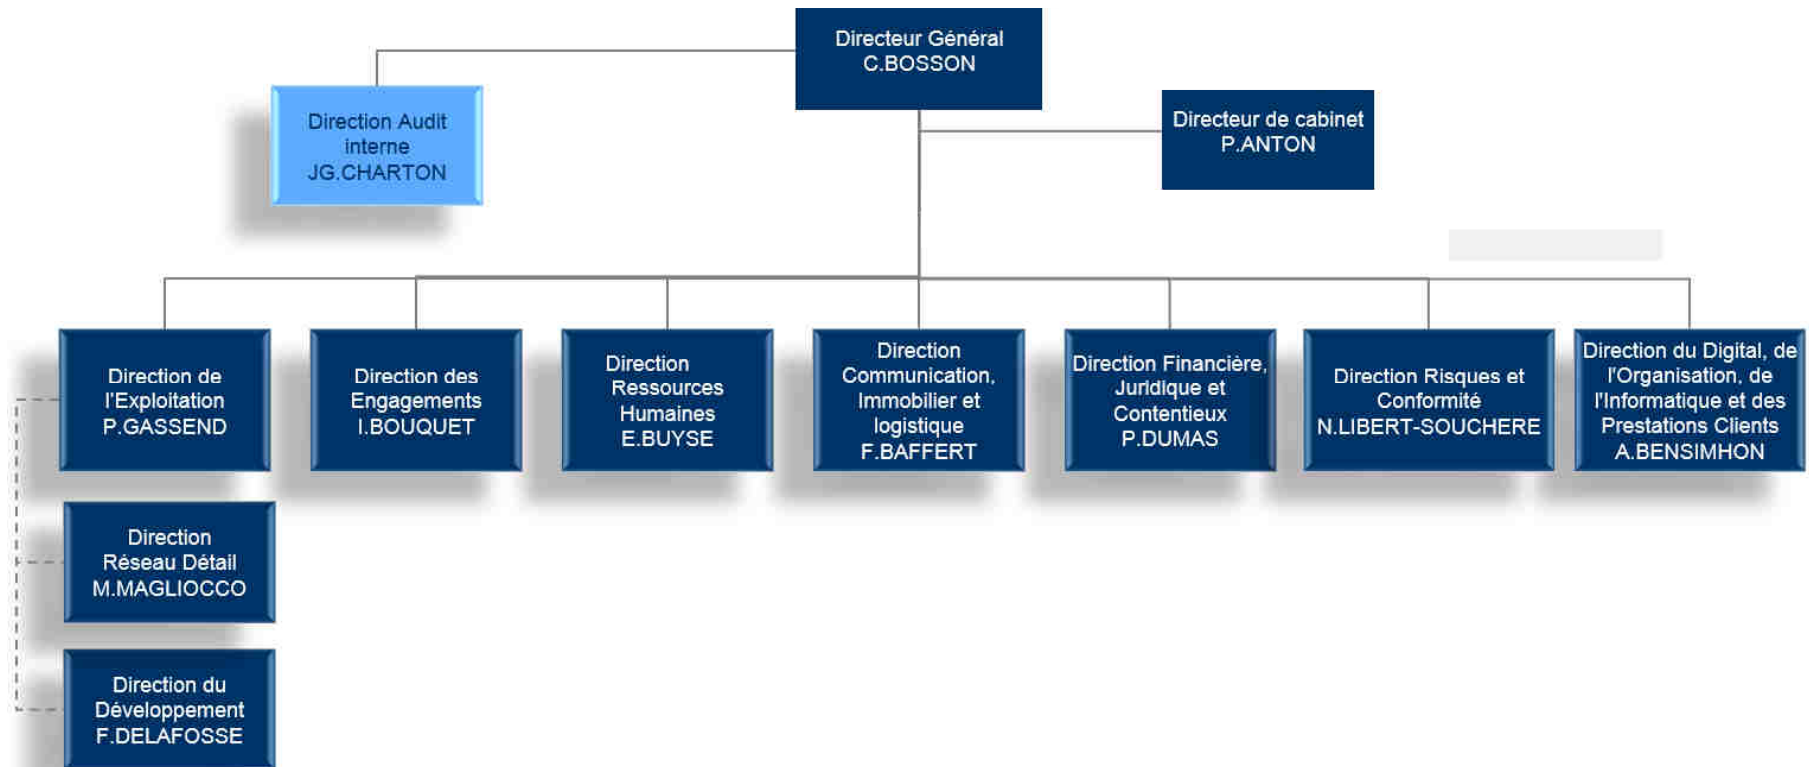 Directeur Général
C.BOSSON
Direction Audit
interne
JG.CHARTON
Directeur de cabinet
P.ANTON
Direction de
l'Exploitation
P.GASSEND
Direction des
Engagements
I.BOUQUET
Direction
Ressources
Humaines
E.BUYSE
Direction
Communication,
Immobilier et
logistique
F.BAFFERT
Direction Financière,
Juridique et
Contentieux
P.DUMAS
Direction Risques et
Conformité
N.LIBERT-SOUCHERE
Direction du Digital, de
l'Organisation, de
l'Informatique et des
Prestations Clients
A.BENSIMHON
Direction
Réseau Détail
M.MAGLIOCCO
Direction du
Développement
F.DELAFOSSE